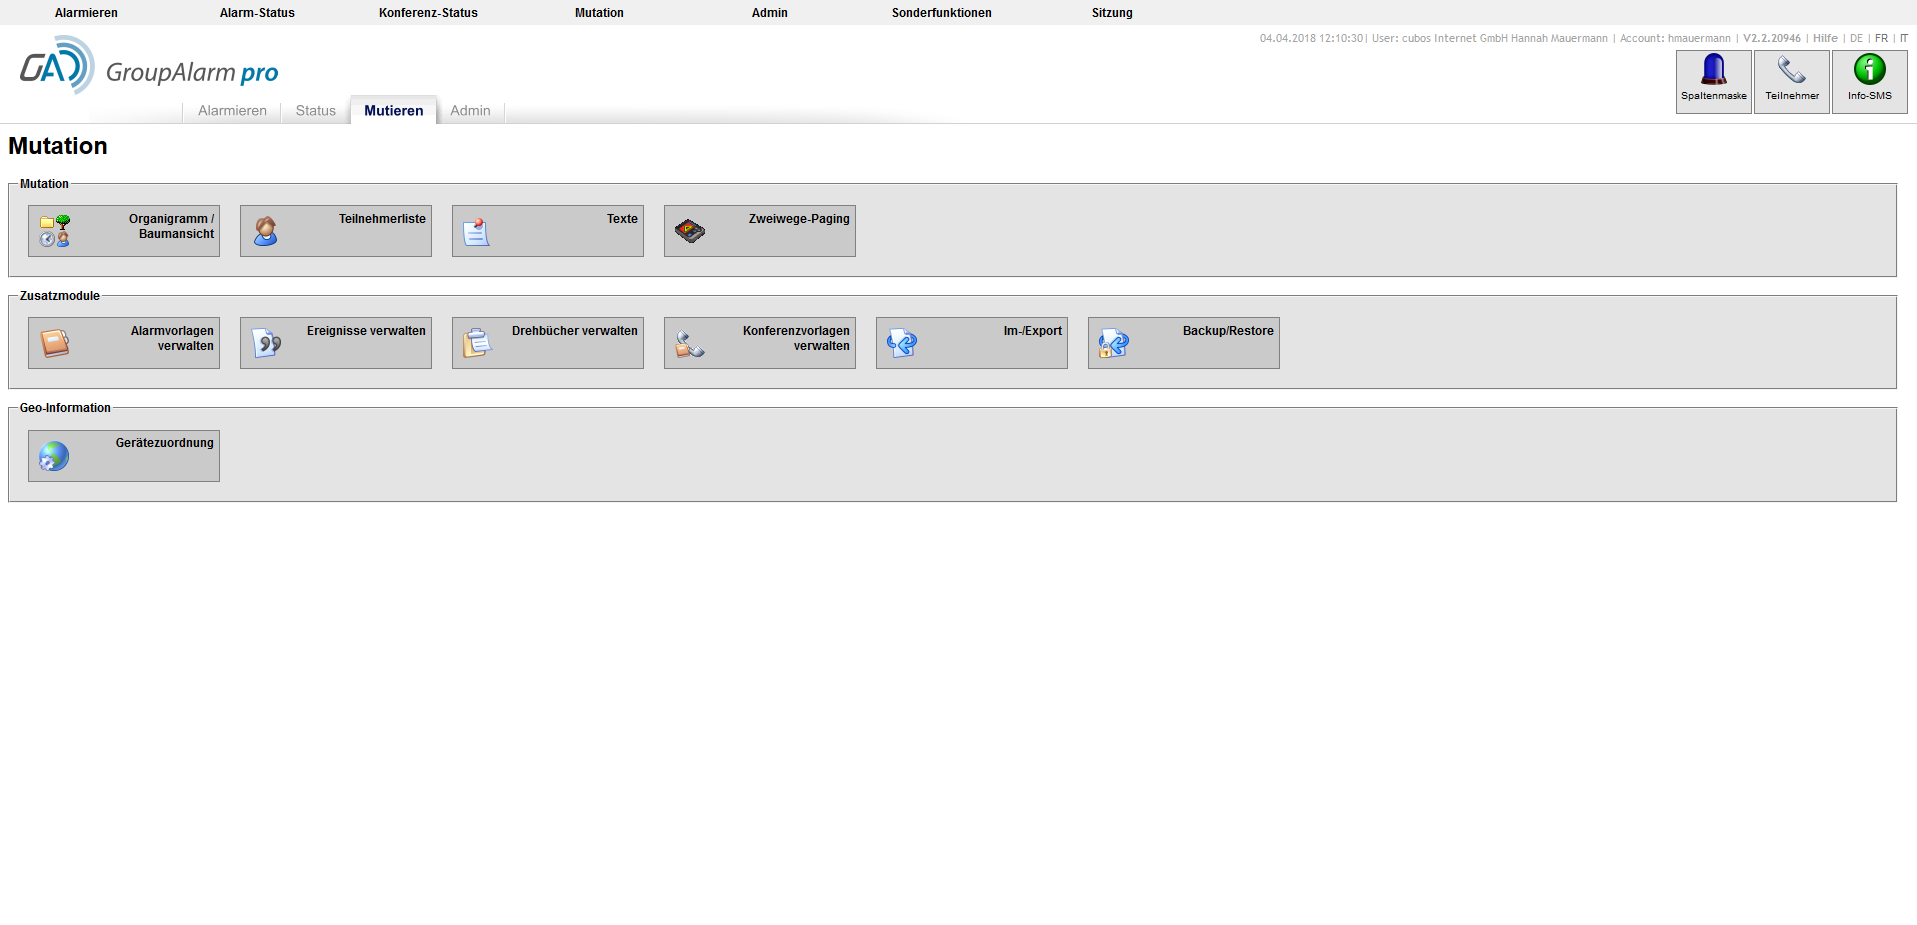 Alarmieren Alarm-Status Konferenz-Status Mutation Admin Sonderfunktionen Sitzung
04.04.2018 12:10:30| User: cubos Internet GmbH Hannah Mauermann | Account: hmauermann | V2.2.20946 | Hilfe | DE | FR | IT
GA GroupAlarm pro
Spaltenmaske Teilnehmer Info-SMS
Alarmieren Status Mutieren Admin
Mutation
Mutation
Organigramm /
Baumansicht
Teilnehmerliste
Texte
Zweiwege-Paging
Zusatzmodule
Alarmvorlagen
verwalten
Ereignisse verwalten
Drehbücher verwalten
Konferenzvorlagen
verwalten
Im-/Export
Backup/Restore
Geo-Information
Gerätezuordnung